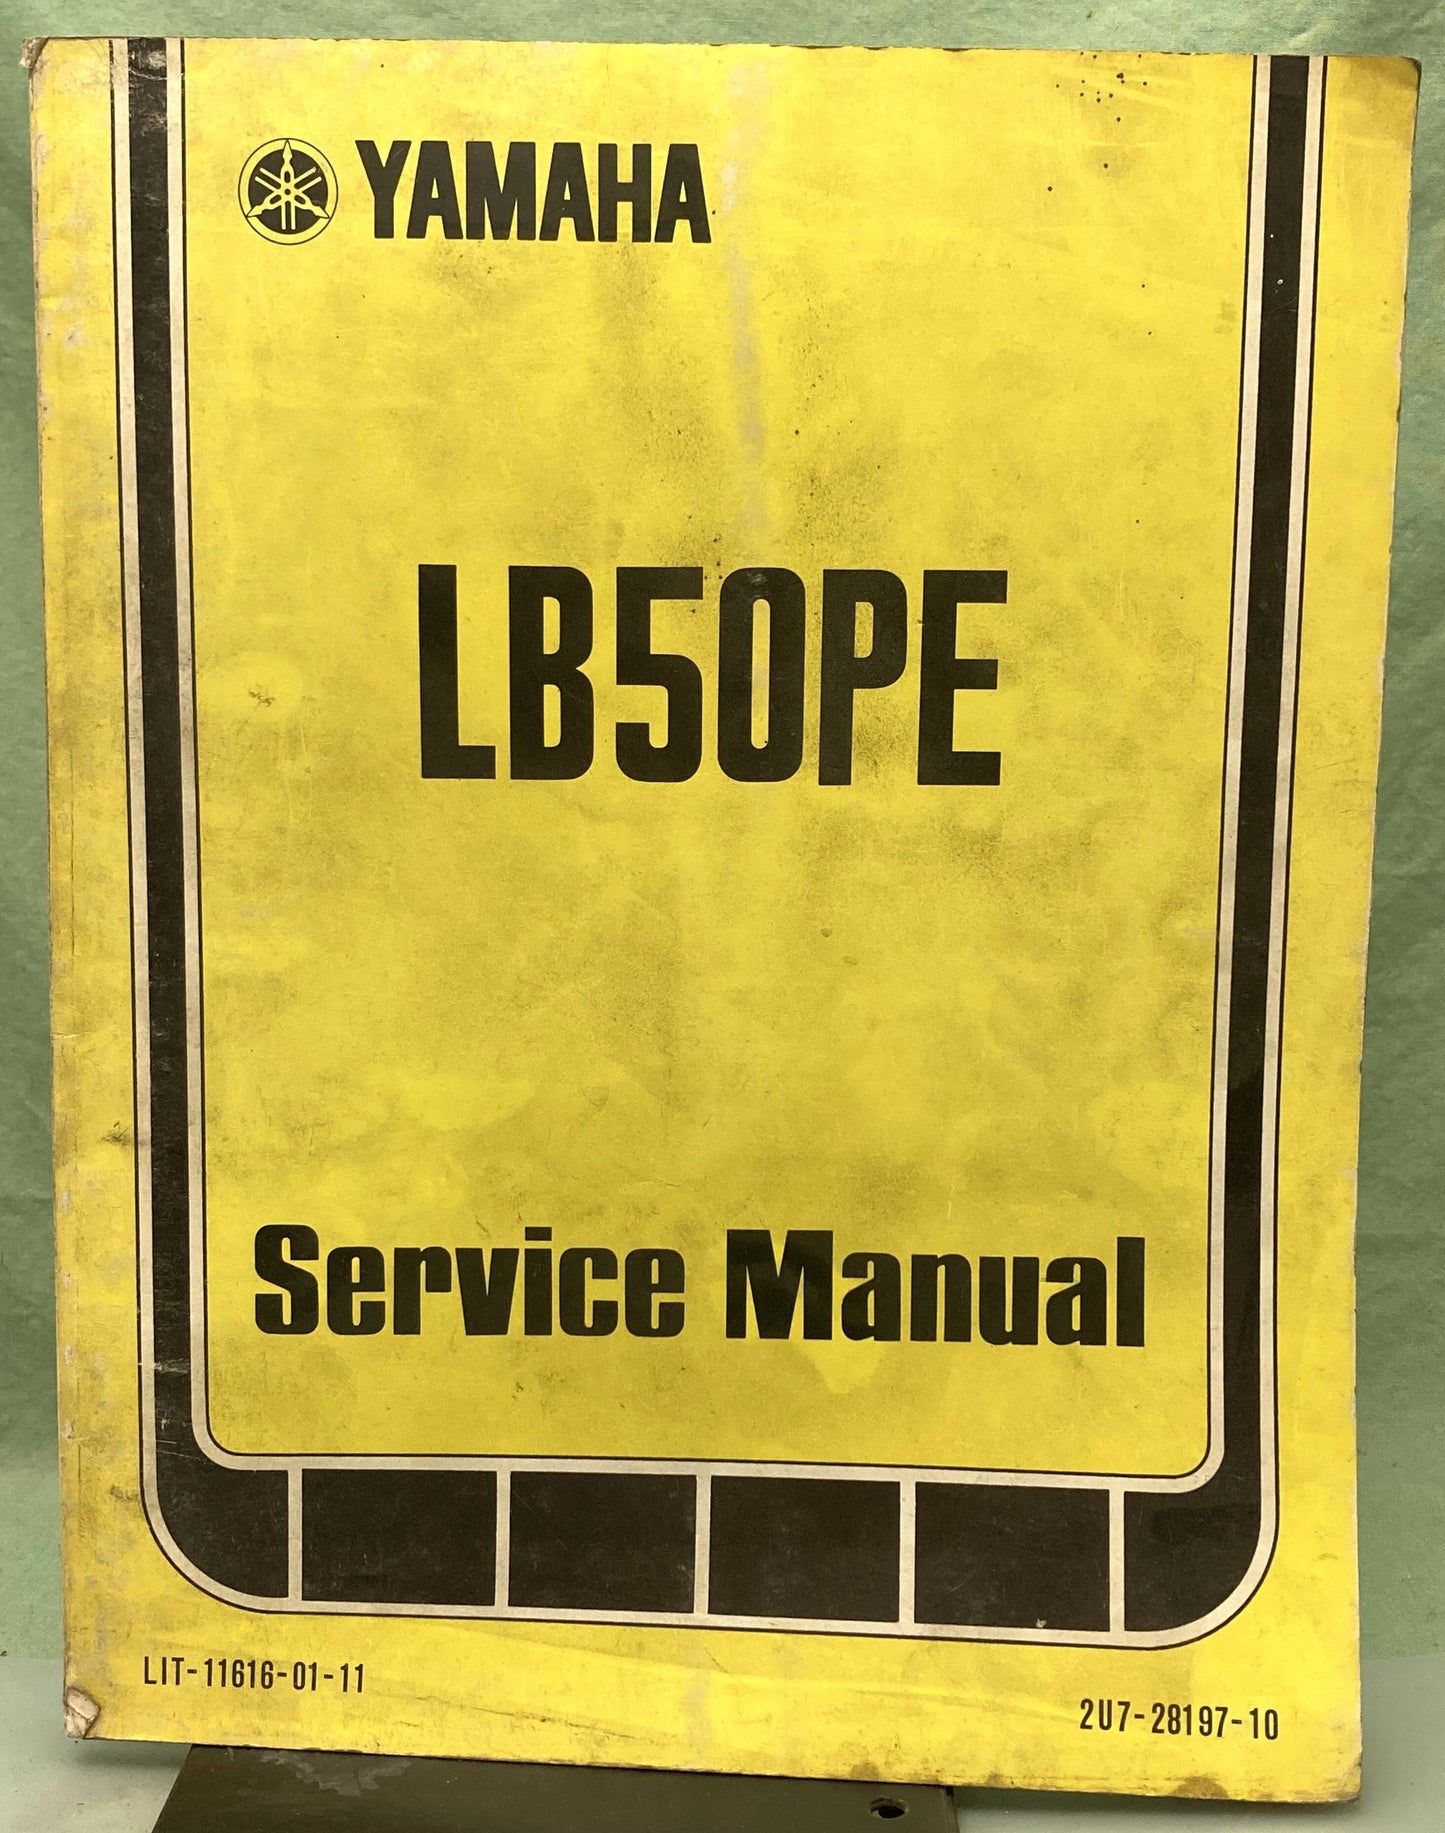 YAMAHA
LB50PE
Service Manual
LIT-11616-01-11
2U7-28197-10